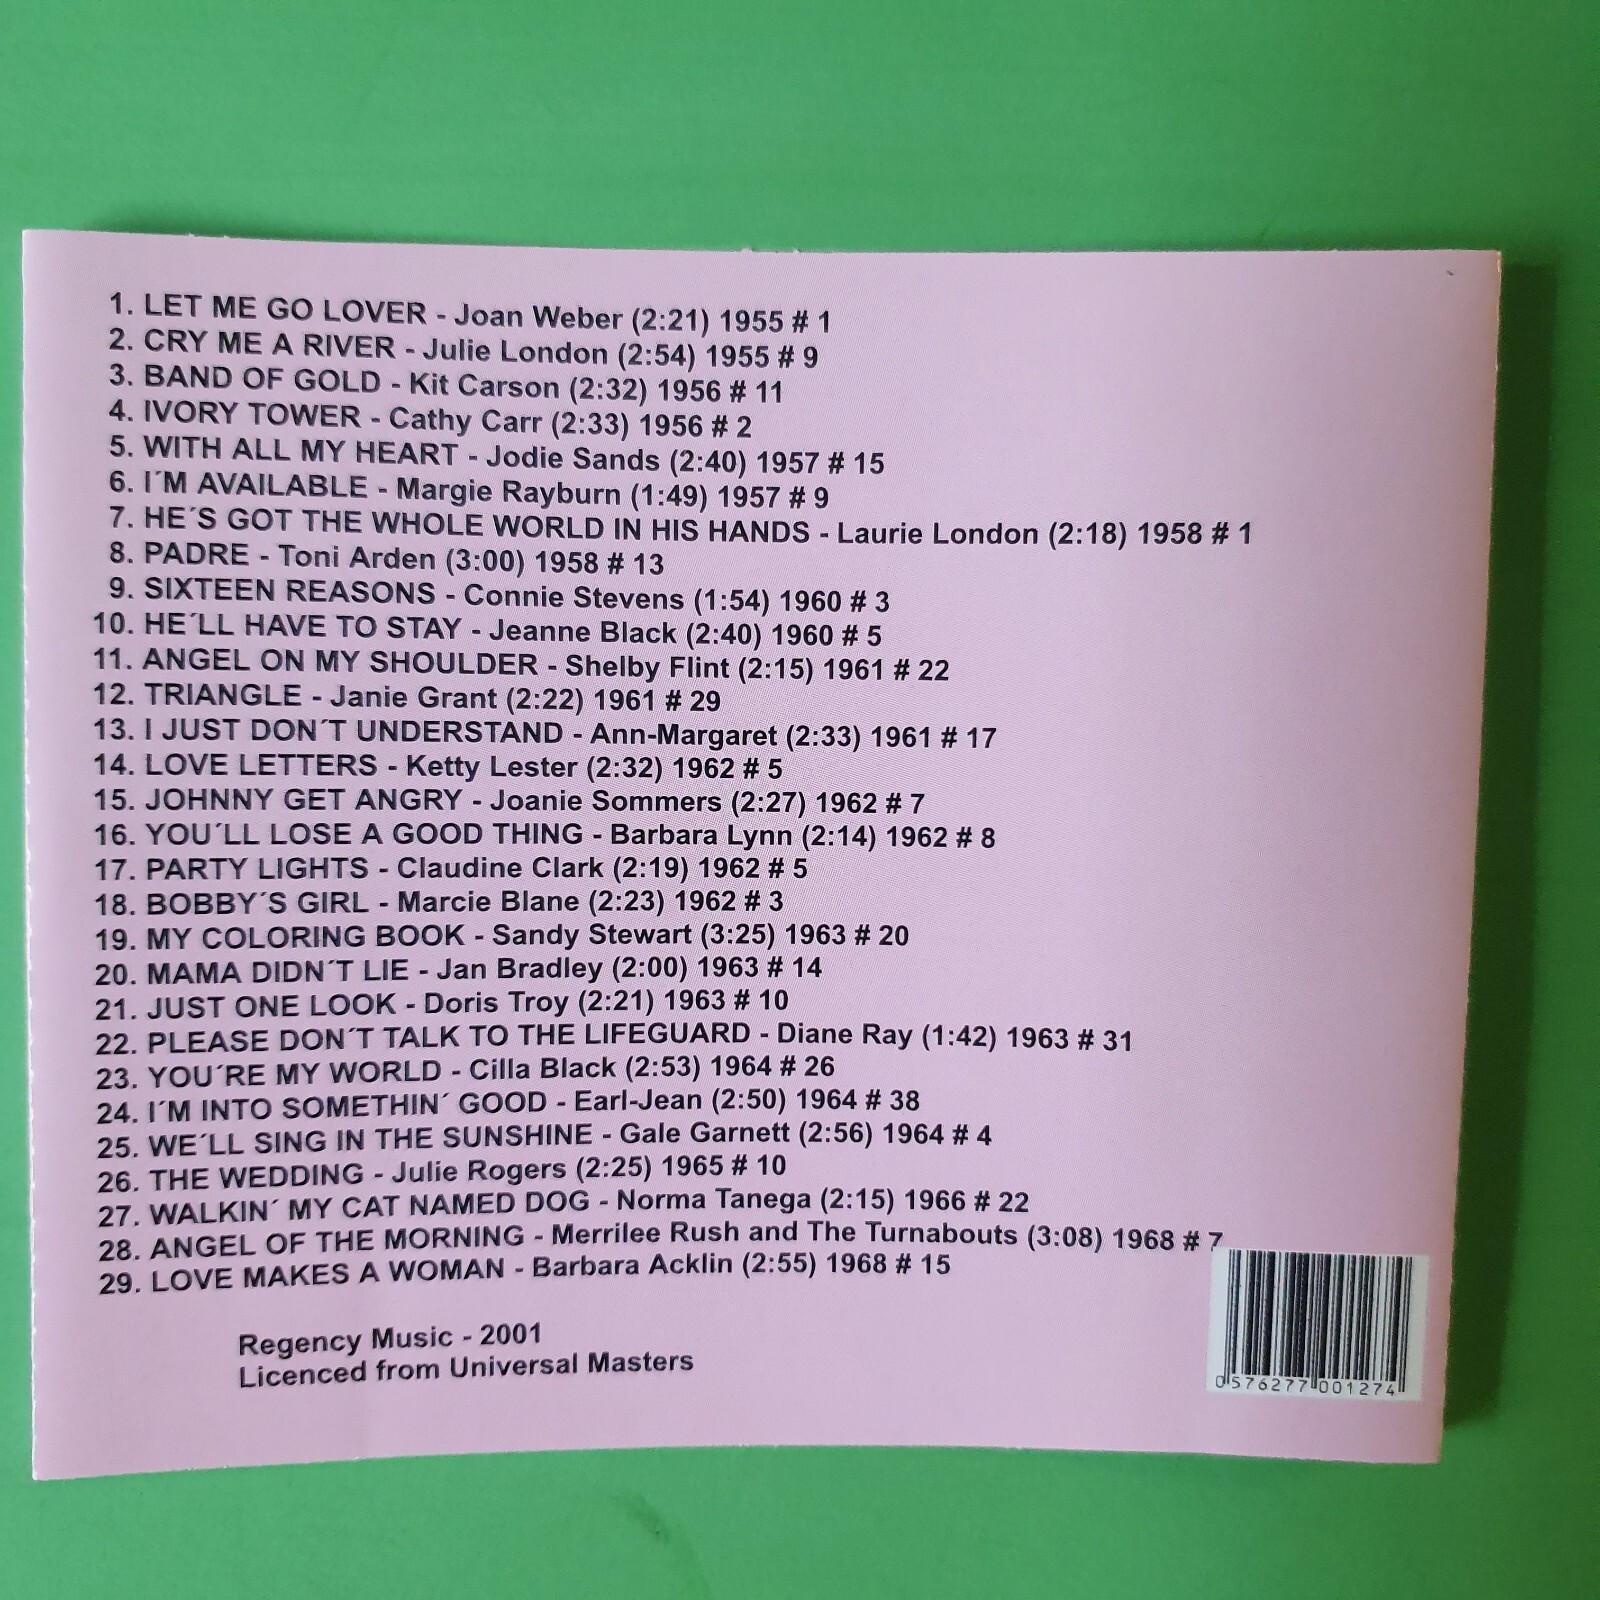 1. LET ME GO LOVER - Joan Weber (2:21) 1955 # 1
2. CRY ME A RIVER - Julie London (2:54) 1955 # 9
3. BAND OF GOLD - Kit Carson (2:32) 1956 # 11
4. IVORY TOWER - Cathy Carr (2:33) 1956 # 2
5. WITH ALL MY HEART - Jodie Sands (2:40) 1957 # 15
6. I´M AVAILABLE - Margie Rayburn (1:49) 1957 # 9
7. HE´S GOT THE WHOLE WORLD IN HIS HANDS - Laurie London (2:18) 1958 # 1
8. PADRE - Toni Arden (3:00) 1958 # 13
9. SIXTEEN REASONS - Connie Stevens (1:54) 1960 # 3
10. HE´LL HAVE TO STAY - Jeanne Black (2:40) 1960 # 5
11. ANGEL ON MY SHOULDER - Shelby Flint (2:15) 1961 # 22
12. TRIANGLE - Janie Grant (2:22) 1961 # 29
13. I JUST DON´T UNDERSTAND - Ann-Margaret (2:33) 1961 # 17
14. LOVE LETTERS - Ketty Lester (2:32) 1962 # 5
15. JOHNNY GET ANGRY - Joanie Sommers (2:27) 1962 # 7
16. YOU´LL LOSE A GOOD THING - Barbara Lynn (2:14) 1962 # 8
17. PARTY LIGHTS - Claudine Clark (2:19) 1962 # 5
18. BOBBY´S GIRL - Marcie Blane (2:23) 1962 # 3
19. MY COLORING BOOK - Sandy Stewart (3:25) 1963 # 20
20. MAMA DIDN´T LIE - Jan Bradley (2:00) 1963 # 14
21. JUST ONE LOOK - Doris Troy (2:21) 1963 # 10
22. PLEASE DON´T TALK TO THE LIFEGUARD - Diane Ray (1:42) 1963 # 31
23. YOU´RE MY WORLD - Cilla Black (2:53) 1964 # 26
24. I´M INTO SOMETHIN´ GOOD - Earl-Jean (2:50) 1964 # 38
25. WE´LL SING IN THE SUNSHINE - Gale Garnett (2:56) 1964 # 4
26. THE WEDDING - Julie Rogers (2:25) 1965 # 10
27. WALKIN´ MY CAT NAMED DOG - Norma Tanega (2:15) 1966 # 22
28. ANGEL OF THE MORNING - Merrilee Rush and The Turnabouts (3:08) 1968 # 7
29. LOVE MAKES A WOMAN - Barbara Acklin (2:55) 1968 # 15
Regency Music - 2001
Licenced from Universal Masters
0 576277 001274